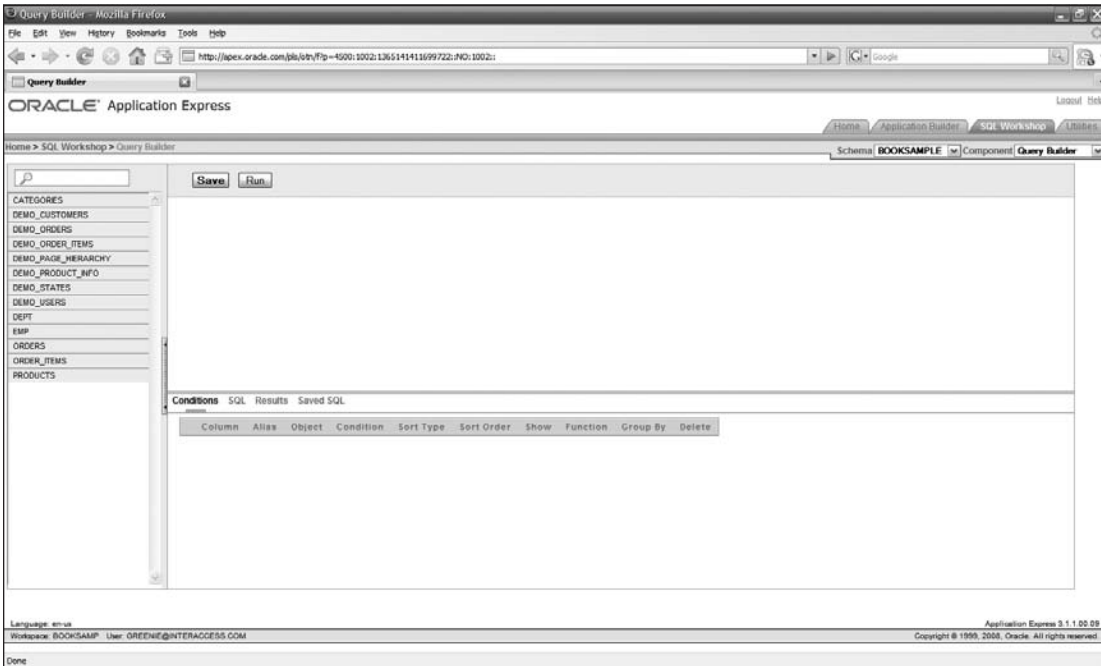 Query Builder - Mozilla Firefox
File Edit View History Bookmarks Tools Help
http://apex.oracle.com/pls/otn/f?p=4500:1002:1365141411699722::NO:1002::
Google
Query Builder
ORACLE Application Express
Logout Help
Home Application Builder SQL Workshop Utilities
Home > SQL Workshop > Query Builder
Schema BOOKSAMPLE Component Query Builder
Save Run
CATEGORIES
DEMO_CUSTOMERS
DEMO_ORDERS
DEMO_ORDER_ITEMS
DEMO_PAGE_HIERARCHY
DEMO_PRODUCT_INFO
DEMO_STATES
DEMO_USERS
DEPT
EMP
ORDERS
ORDER_ITEMS
PRODUCTS
Conditions SQL Results Saved SQL
Column Alias Object Condition Sort Type Sort Order Show Function Group By Delete
Language: en-us
Application Express 3.1.1.00.09
Workspace: BOOKSAMP User: GREENIE@INTERACCESS.COM
Copyright © 1999, 2008, Oracle. All rights reserved.
Done